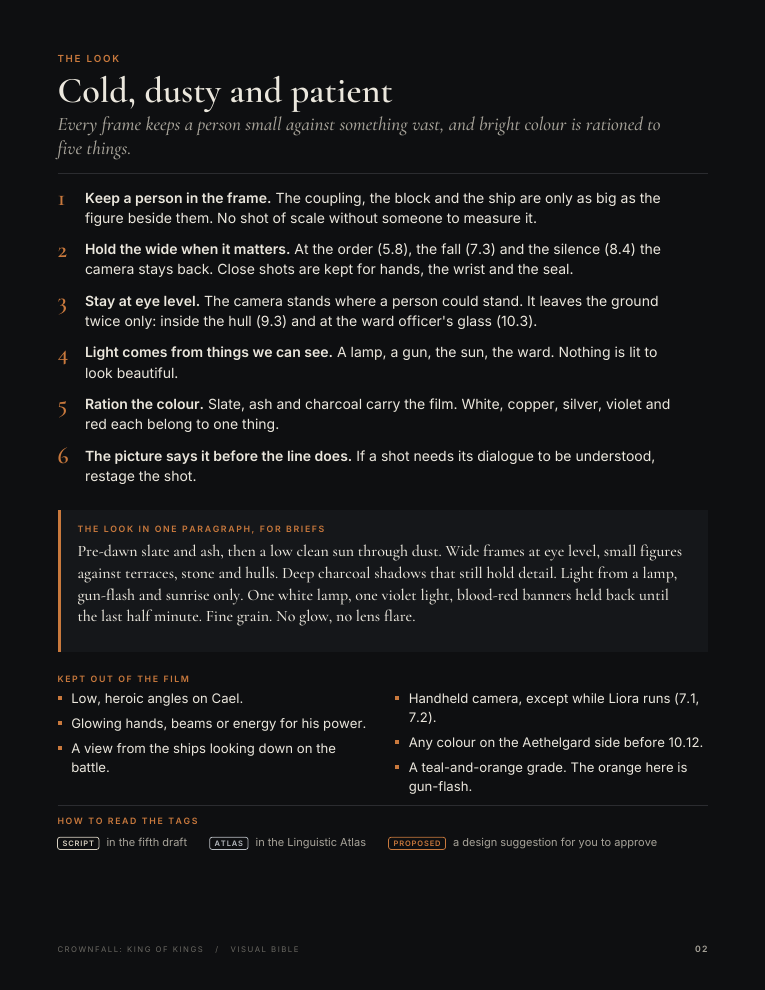 THE LOOK
Cold, dusty and patient
Every frame keeps a person small against something vast, and bright colour is rationed to
five things.
1 Keep a person in the frame. The coupling, the block and the ship are only as big as the
figure beside them. No shot of scale without someone to measure it.
2 Hold the wide when it matters. At the order (5.8), the fall (7.3) and the silence (8.4) the
camera stays back. Close shots are kept for hands, the wrist and the seal.
3 Stay at eye level. The camera stands where a person could stand. It leaves the ground
twice only: inside the hull (9.3) and at the ward officer's glass (10.3).
4 Light comes from things we can see. A lamp, a gun, the sun, the ward. Nothing is lit to
look beautiful.
5 Ration the colour. Slate, ash and charcoal carry the film. White, copper, silver, violet and
red each belong to one thing.
6 The picture says it before the line does. If a shot needs its dialogue to be understood,
restage the shot.
THE LOOK IN ONE PARAGRAPH, FOR BRIEFS
Pre-dawn slate and ash, then a low clean sun through dust. Wide frames at eye level, small figures
against terraces, stone and hulls. Deep charcoal shadows that still hold detail. Light from a lamp,
gun-flash and sunrise only. One white lamp, one violet light, blood-red banners held back until
the last half minute. Fine grain. No glow, no lens flare.
KEPT OUT OF THE FILM
Low, heroic angles on Cael.
Glowing hands, beams or energy for his power.
A view from the ships looking down on the
battle.
Handheld camera, except while Liora runs (7.1,
7.2).
Any colour on the Aethelgard side before 10.12.
A teal-and-orange grade. The orange here is
gun-flash.
HOW TO READ THE TAGS
SCRIPT in the fifth draft ATLAS in the Linguistic Atlas PROPOSED a design suggestion for you to approve
CROWNFALL: KING OF KINGS / VISUAL BIBLE 02